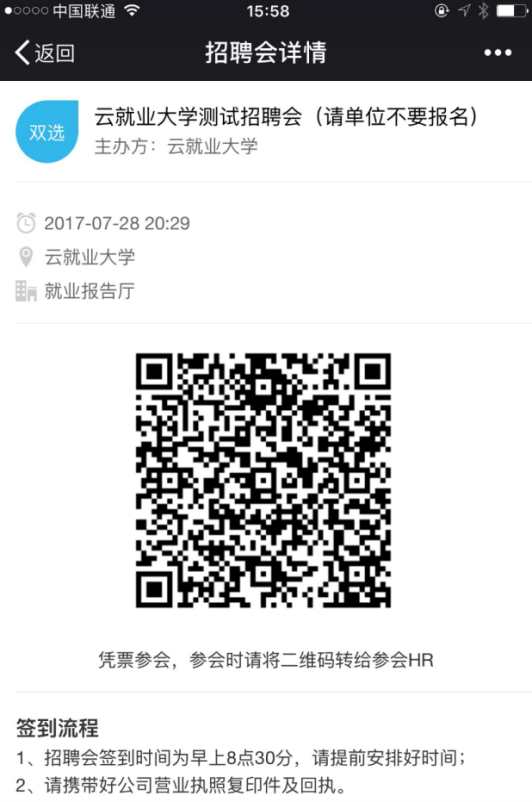 中国联通 15:58
返回 招聘会详情
双选
云就业大学测试招聘会（请单位不要报名）
主办方：云就业大学
2017-07-28 20:29
云就业大学
就业报告厅
凭票参会，参会时请将二维码转给参会HR
签到流程
1、招聘会签到时间为早上8点30分，请提前安排好时间；
2、请携带好公司营业执照复印件及回执。